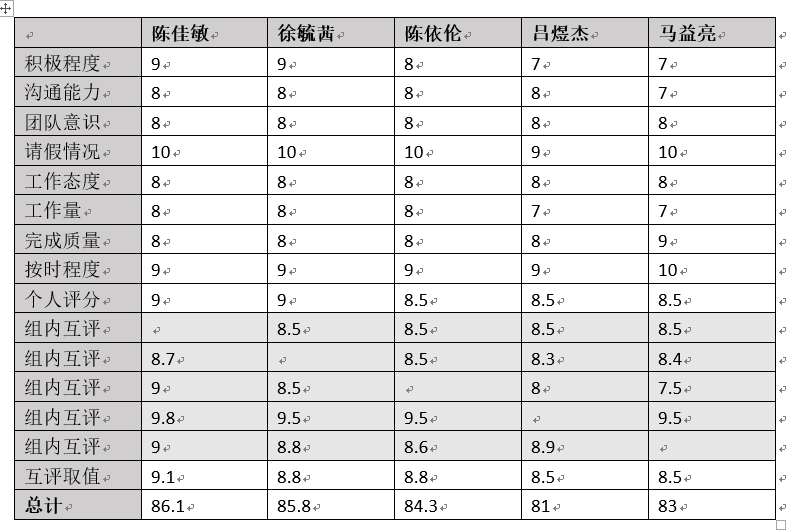 陈佳敏 徐毓茜 陈依伦 吕煜杰 马益亮
积极程度 9 9 8 7 7
沟通能力 8 8 8 8 7
团队意识 8 8 8 8 8
请假情况 10 10 10 9 10
工作态度 8 8 8 8 8
工作量 8 8 8 7 7
完成质量 8 8 8 8 9
按时程度 9 9 9 9 10
个人评分 9 9 8.5 8.5 8.5
组内互评 8.5 8.5 8.5 8.5
组内互评 8.7 8.5 8.3 8.4
组内互评 9 8.5 8 7.5
组内互评 9.8 9.5 9.5 9.5
组内互评 9 8.8 8.6 8.9
互评取值 9.1 8.8 8.8 8.5 8.5
总计 86.1 85.8 84.3 81 83